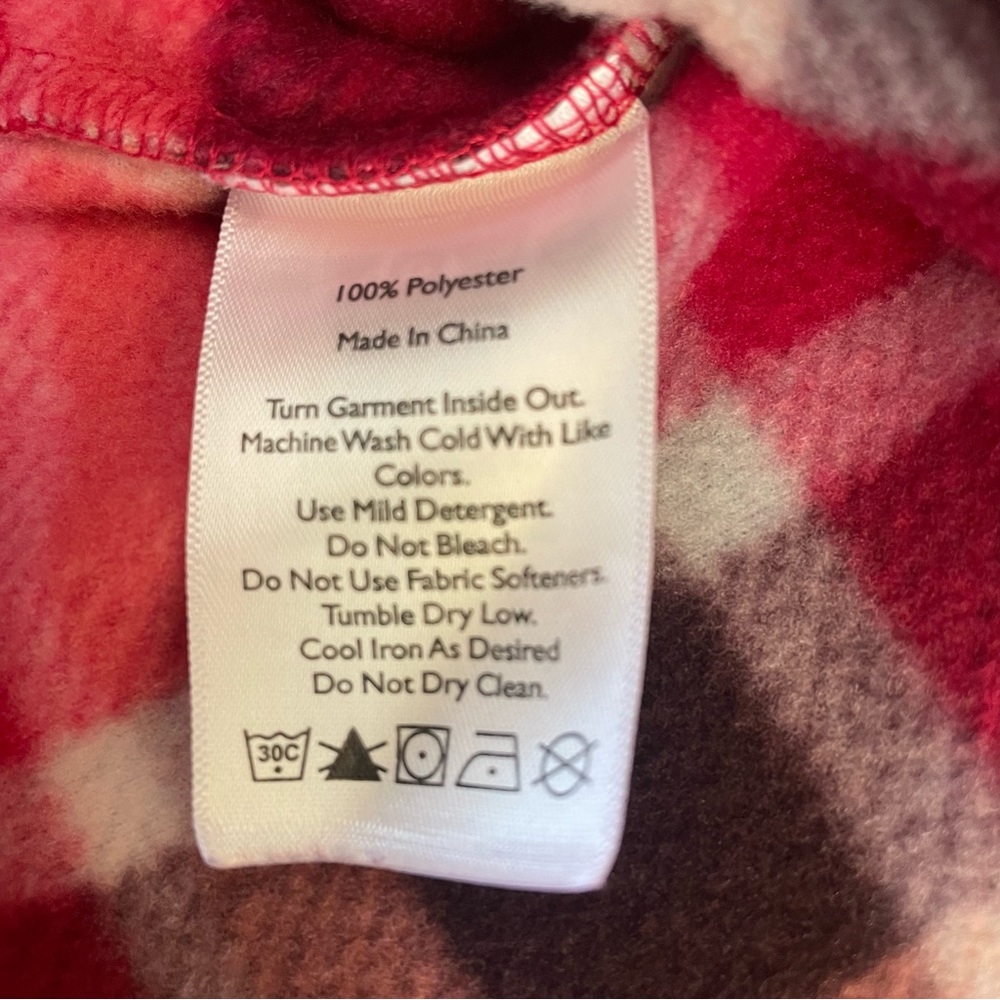 100% Polyester
Made In China
Turn Garment Inside Out.
Machine Wash Cold With Like
Colors.
Use Mild Detergent.
Do Not Bleach.
Do Not Use Fabric Softeners.
Tumble Dry Low.
Cool Iron As Desired
Do Not Dry Clean.
30C